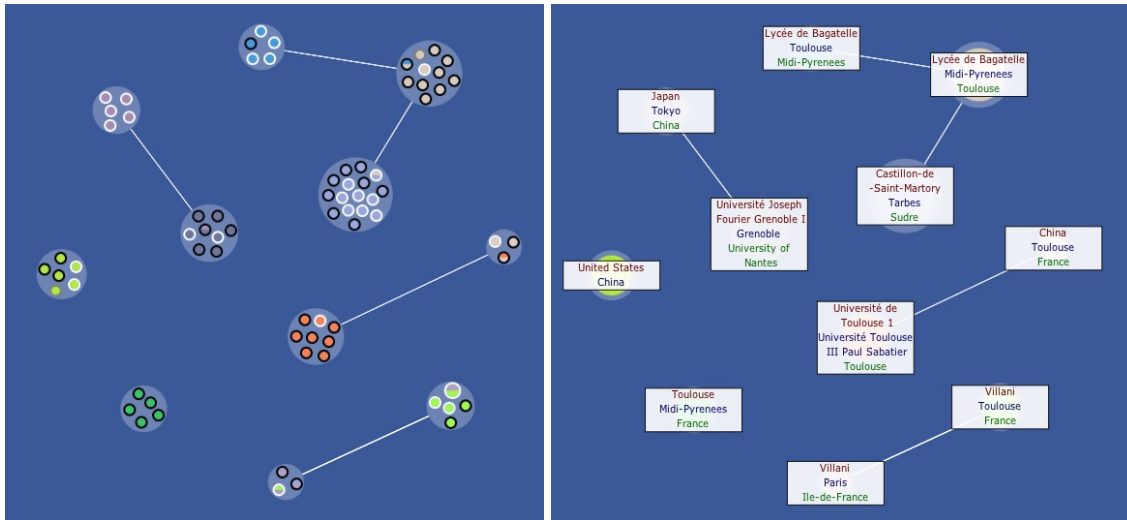 Lycée de Bagatelle
Toulouse
Midi-Pyrenees
Lycée de Bagatelle
Midi-Pyrenees
Toulouse
Japan
Tokyo
China
Castillon-de
-Saint-Martory
Tarbes
Sudre
Université Joseph
Fourier Grenoble I
Grenoble
University of
Nantes
China
Toulouse
France
United States
China
Université de
Toulouse 1
Université Toulouse
III Paul Sabatier
Toulouse
Toulouse
Midi-Pyrenees
France
Villani
Toulouse
France
Villani
Paris
Ile-de-France